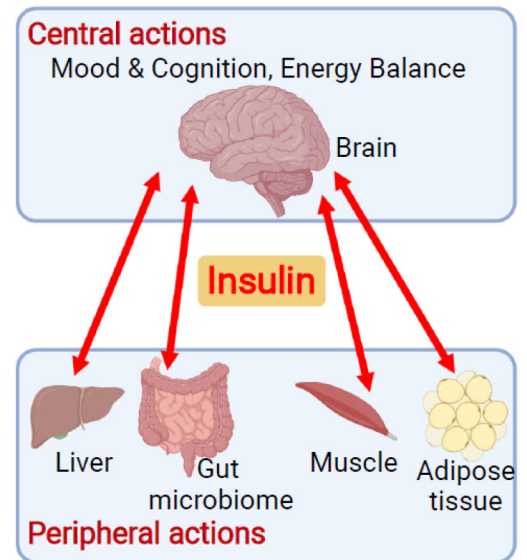 Central actions
Mood & Cognition, Energy Balance
Brain
Insulin
Liver
Gut
microbiome
Muscle
Adipose
tissue
Peripheral actions